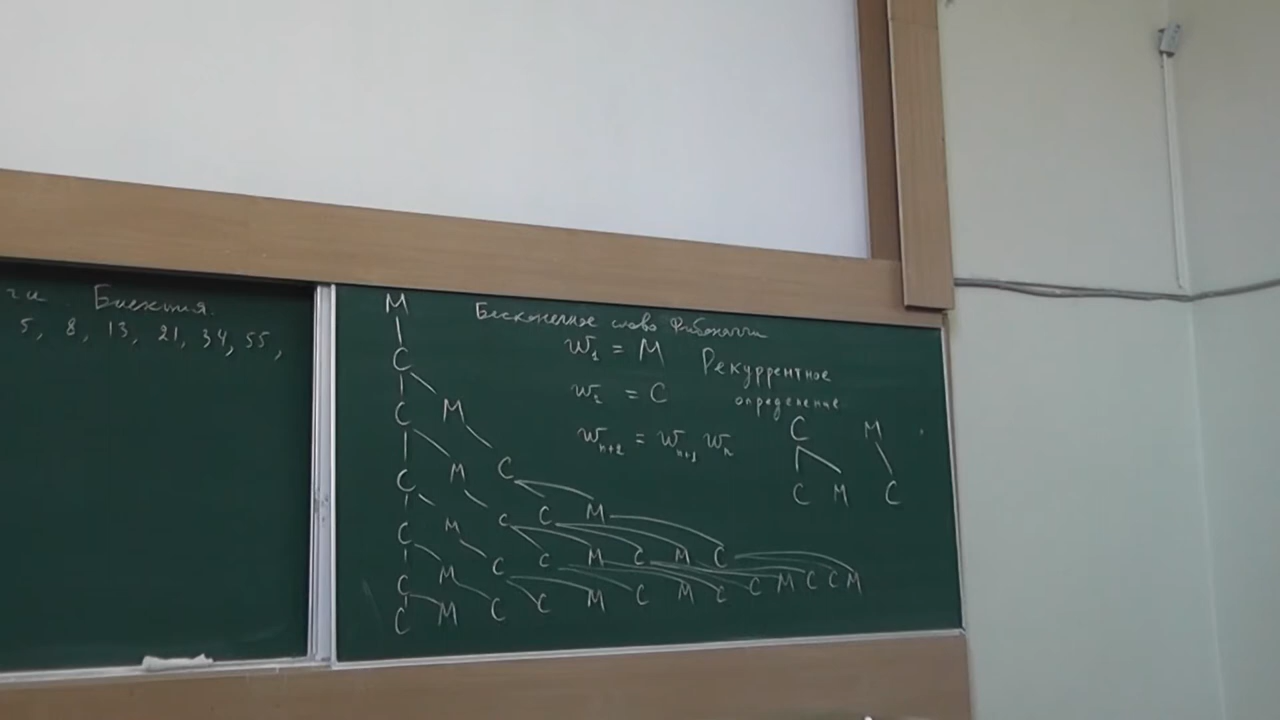 Биекция.
5, 8, 13, 21, 34, 55,
Бесконечное слово Фибоначчи
w₁ = М
Рекуррентное
определение
w₂ = С
wₙ₊₂ = wₙ₊₁ wₙ
С М
С М С
М
С
С М
С М С
С М С С М
С М С С М С М С
С М С С М С М С С М С С М